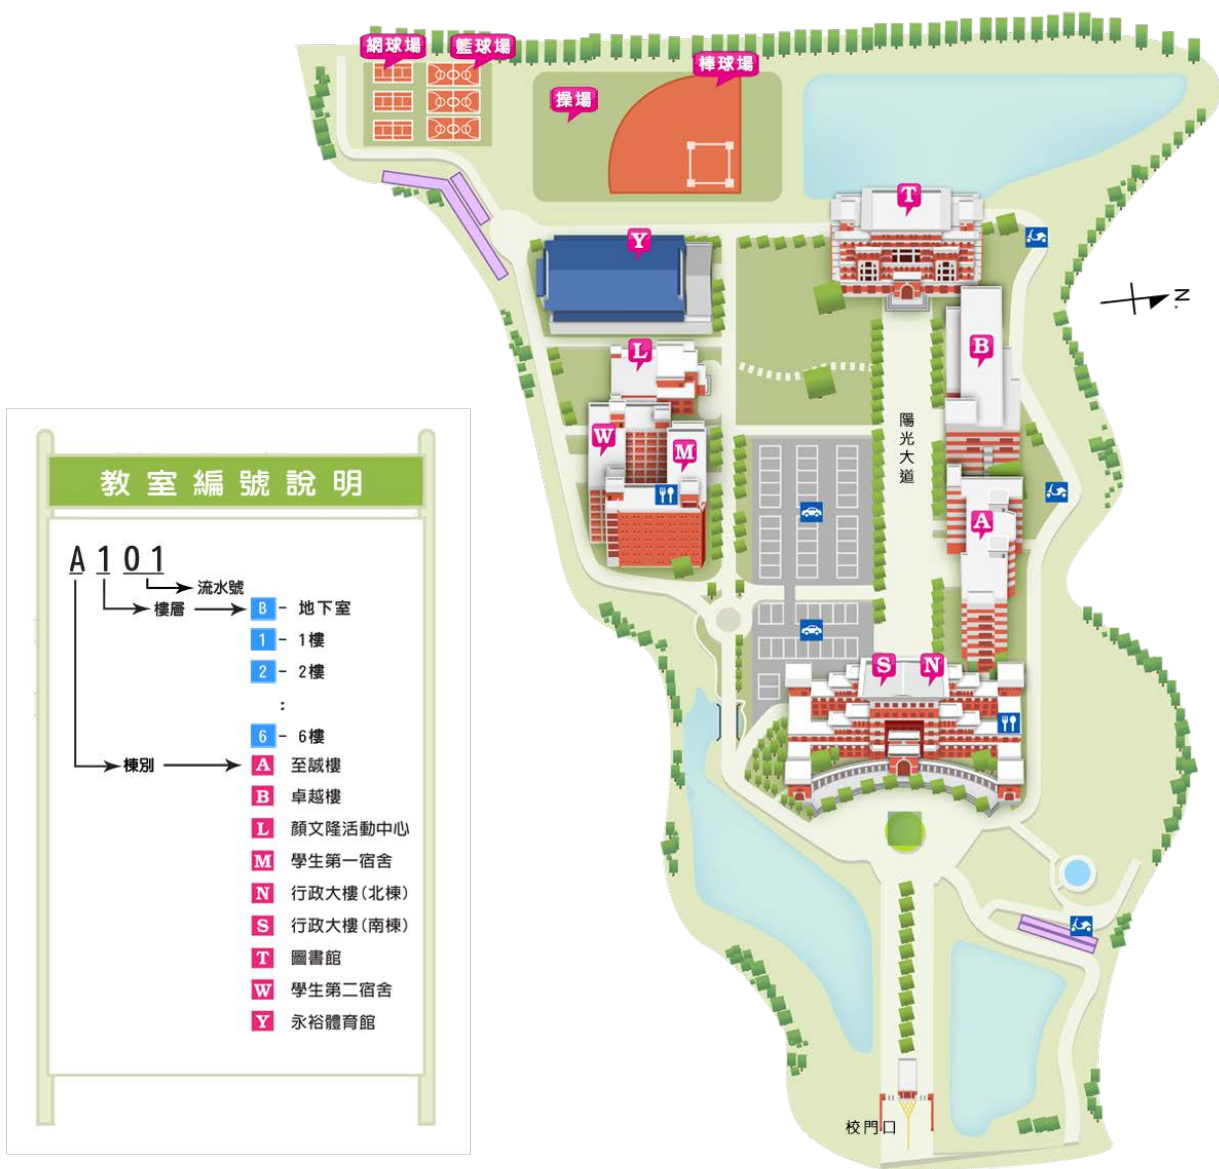 網球場
籃球場
棒球場
操場
T
Y
N
L
B
W
M
陽光大道
A
S
N
校門口
教室編號說明
A101
流水號
樓層
B - 地下室
1 - 1樓
2 - 2樓
:
6 - 6樓
棟別
A 至誠樓
B 卓越樓
L 顏文隆活動中心
M 學生第一宿舍
N 行政大樓(北棟)
S 行政大樓(南棟)
T 圖書館
W 學生第二宿舍
Y 永裕體育館